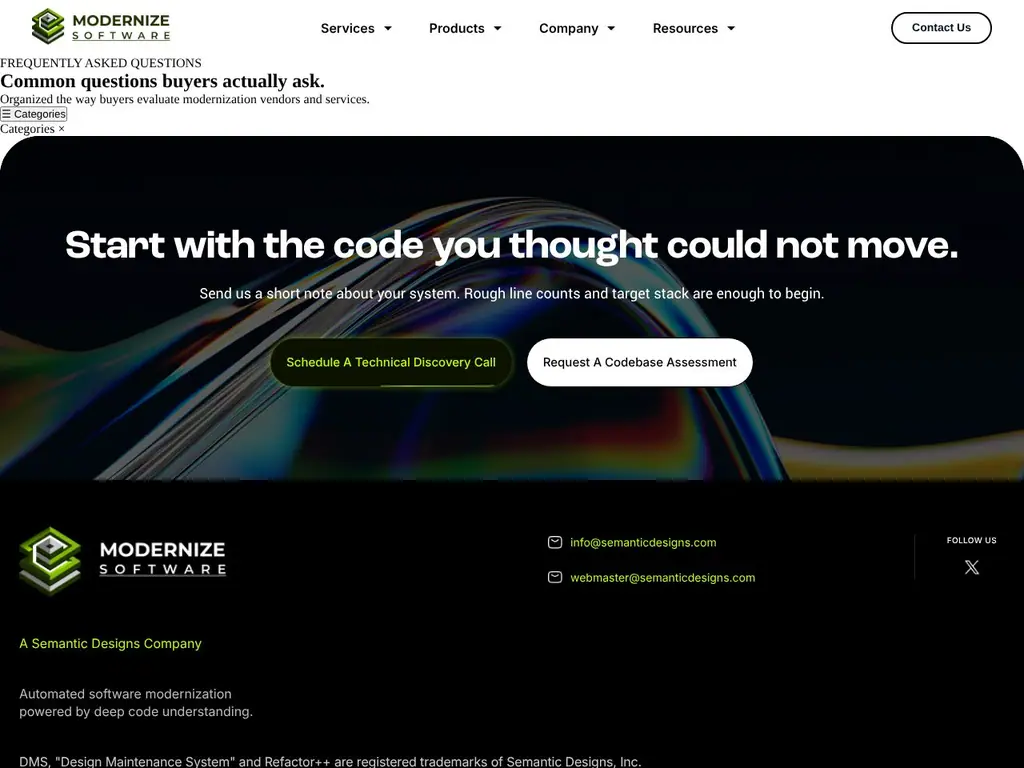 MODERNIZE
SOFTWARE
Services
Products
Company
Resources
Contact Us
FREQUENTLY ASKED QUESTIONS
Common questions buyers actually ask.
Organized the way buyers evaluate modernization vendors and services.
☰ Categories
Categories ×
Start with the code you thought could not move.
Send us a short note about your system. Rough line counts and target stack are enough to begin.
Schedule A Technical Discovery Call
Request A Codebase Assessment
MODERNIZE
SOFTWARE
info@semanticdesigns.com
webmaster@semanticdesigns.com
FOLLOW US
A Semantic Designs Company
Automated software modernization
powered by deep code understanding.
DMS, "Design Maintenance System" and Refactor++ are registered trademarks of Semantic Designs, Inc.